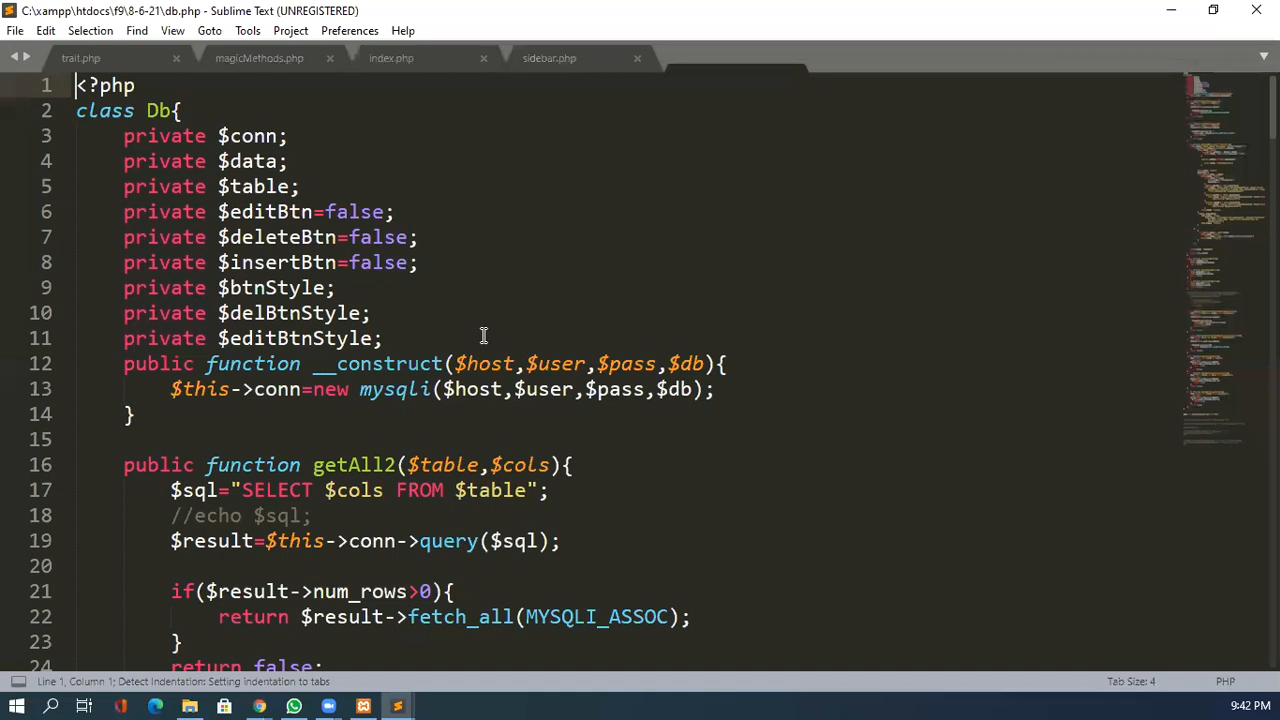 C:\xampp\htdocs\f9\8-6-21\db.php - Sublime Text (UNREGISTERED)
File Edit Selection Find View Goto Tools Project Preferences Help
trait.php magicMethods.php index.php sidebar.php
1 <?php
2 class Db{
3 private $conn;
4 private $data;
5 private $table;
6 private $editBtn=false;
7 private $deleteBtn=false;
8 private $insertBtn=false;
9 private $btnStyle;
10 private $delBtnStyle;
11 private $editBtnStyle;
12 public function __construct($host,$user,$pass,$db){
13 $this->conn=new mysqli($host,$user,$pass,$db);
14 }
15
16 public function getAll2($table,$cols){
17 $sql="SELECT $cols FROM $table";
18 //echo $sql;
19 $result=$this->conn->query($sql);
20
21 if($result->num_rows>0){
22 return $result->fetch_all(MYSQLI_ASSOC);
23 }
24 return false;
Line 1, Column 1; Detect Indentation: Setting indentation to tabs Tab Size: 4 PHP
9:42 PM